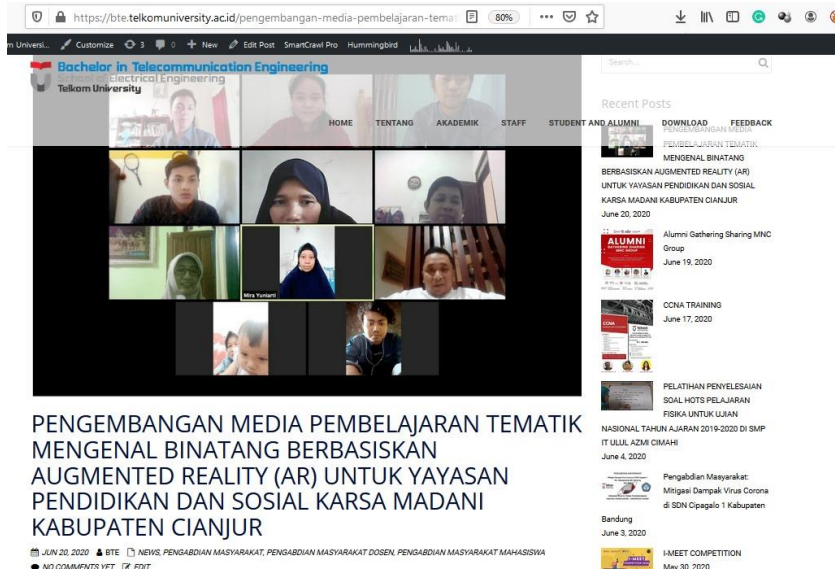 https://bte.telkomuniversity.ac.id/pengembangan-media-pembelajaran-temat
80%
m Universi...
Customize
3
0
New
Edit Post
SmartCrawl Pro
Hummingbird
Bachelor in Telecommunication Engineering
School of Electrical Engineering
Telkom University
HOME TENTANG AKADEMIK STAFF STUDENT AND ALUMNI DOWNLOAD FEEDBACK
Mira Yuniarti
PENGEMBANGAN MEDIA PEMBELAJARAN TEMATIK
MENGENAL BINATANG BERBASISKAN
AUGMENTED REALITY (AR) UNTUK YAYASAN
PENDIDIKAN DAN SOSIAL KARSA MADANI
KABUPATEN CIANJUR
JUN 20, 2020 BTE NEWS, PENGABDIAN MASYARAKAT, PENGABDIAN MASYARAKAT DOSEN, PENGABDIAN MASYARAKAT MAHASISWA
NO COMMENTS YET EDIT
Search...
Recent Posts
PENGEMBANGAN MEDIA
PEMBELAJARAN TEMATIK
MENGENAL BINATANG
BERBASISKAN AUGMENTED REALITY (AR)
UNTUK YAYASAN PENDIDIKAN DAN SOSIAL
KARSA MADANI KABUPATEN CIANJUR
June 20, 2020
ALUMNI
Alumni Gathering Sharing MNC
Group
June 19, 2020
CCNA
CCNA TRAINING
June 17, 2020
PELATIHAN PENYELESAIAN
SOAL HOTS PELAJARAN
FISIKA UNTUK UJIAN
NASIONAL TAHUN AJARAN 2019-2020 DI SMP
IT ULUL AZMI CIMAHI
June 4, 2020
Pengabdian Masyarakat:
Mitigasi Dampak Virus Corona
di SDN Cipagalo 1 Kabupaten
Bandung
June 3, 2020
I-MEET COMPETITION
May 30, 2020